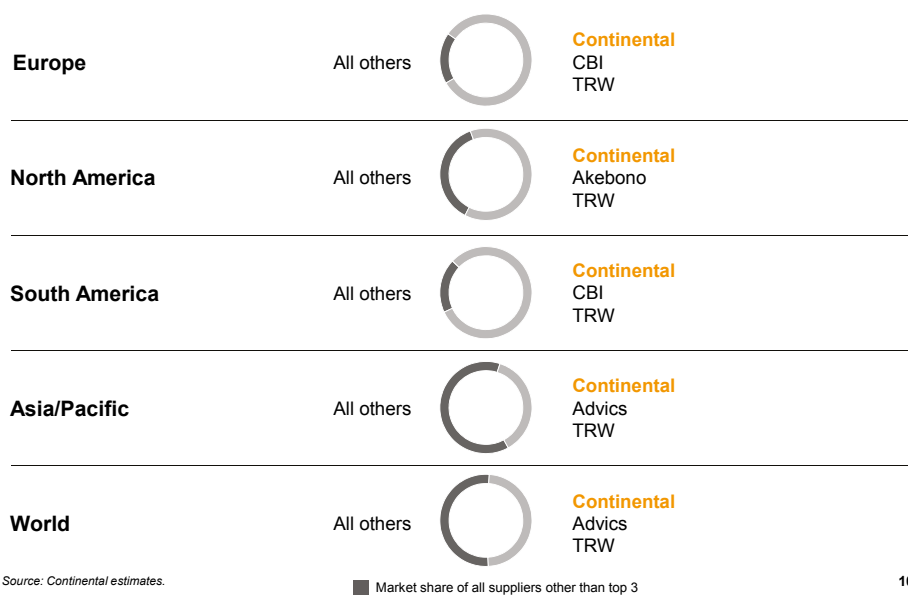 Europe
All others
Continental
CBI
TRW
North America
All others
Continental
Akebono
TRW
South America
All others
Continental
CBI
TRW
Asia/Pacific
All others
Continental
Advics
TRW
World
All others
Continental
Advics
TRW
Source: Continental estimates.
Market share of all suppliers other than top 3